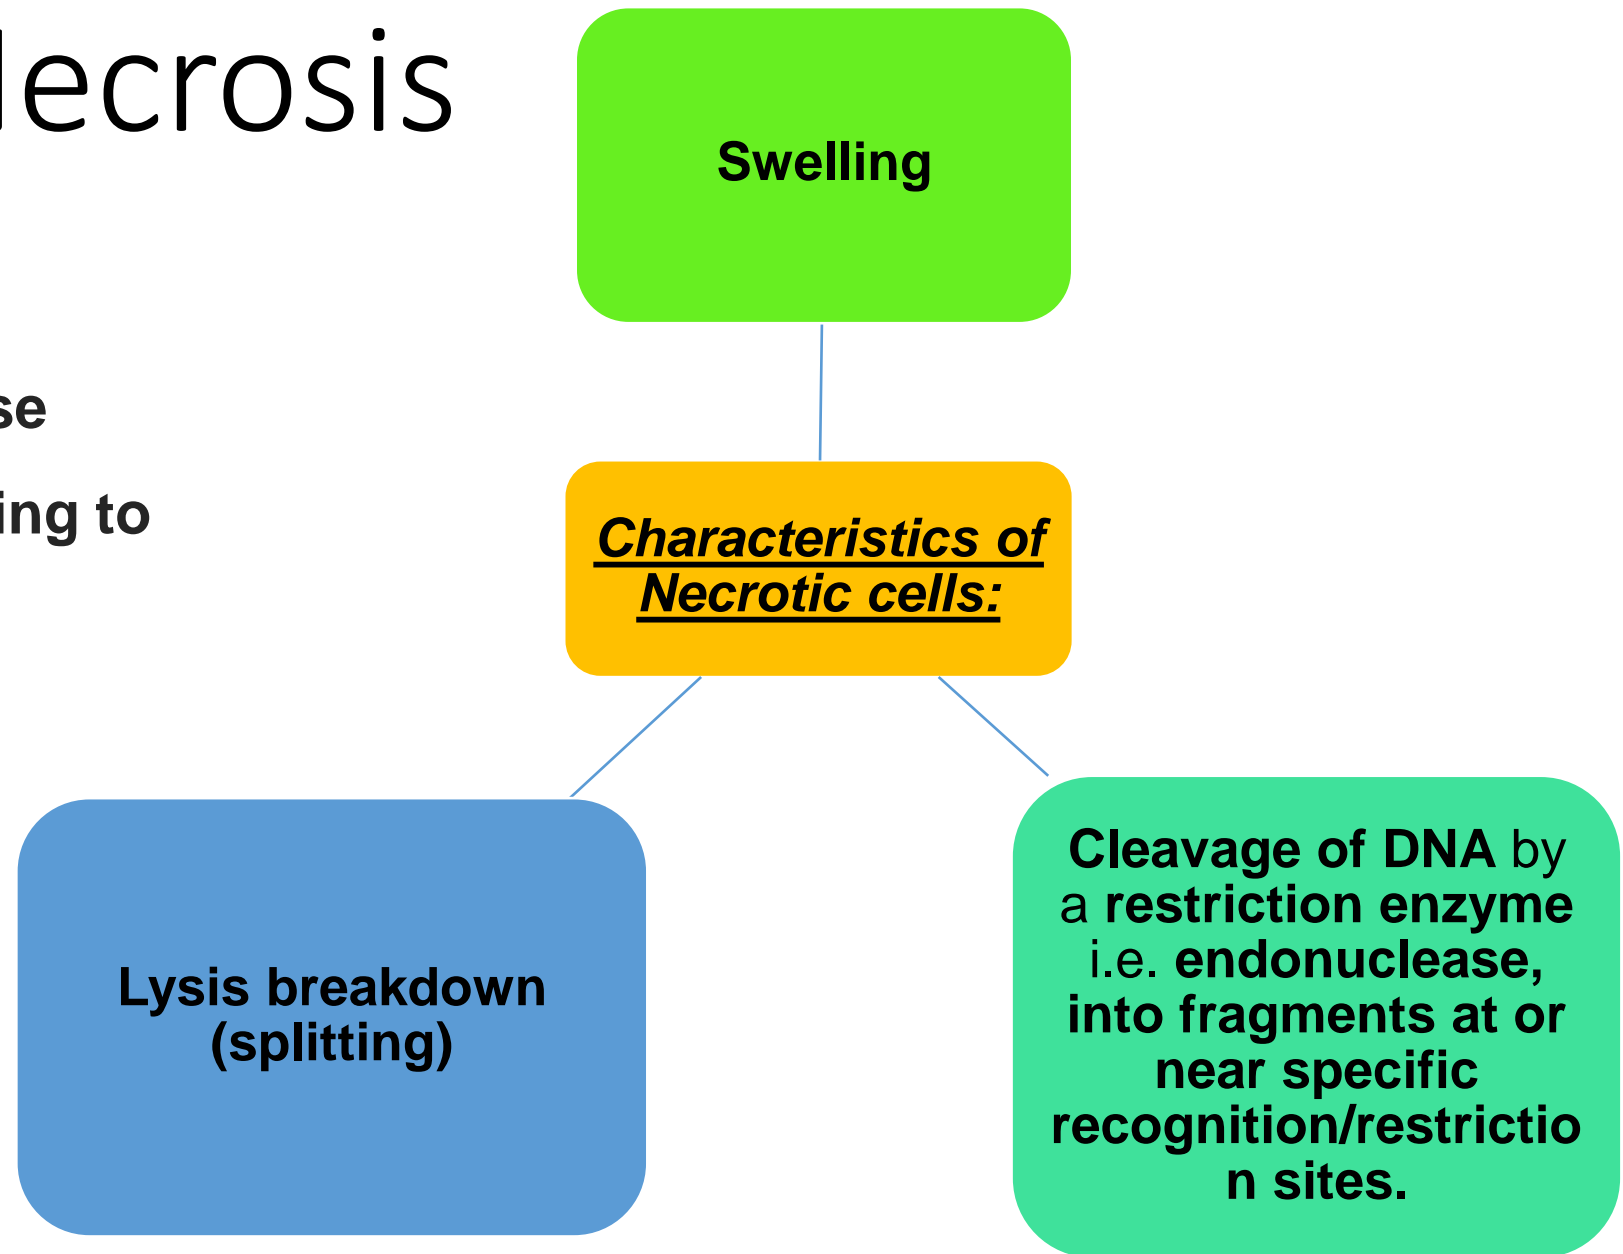 lecrosis
Swelling
se
ing to
Characteristics of
Necrotic cells:
Lysis breakdown
(splitting)
Cleavage of DNA by
a restriction enzyme
i.e. endonuclease,
into fragments at or
near specific
recognition/restrictio
n sites.